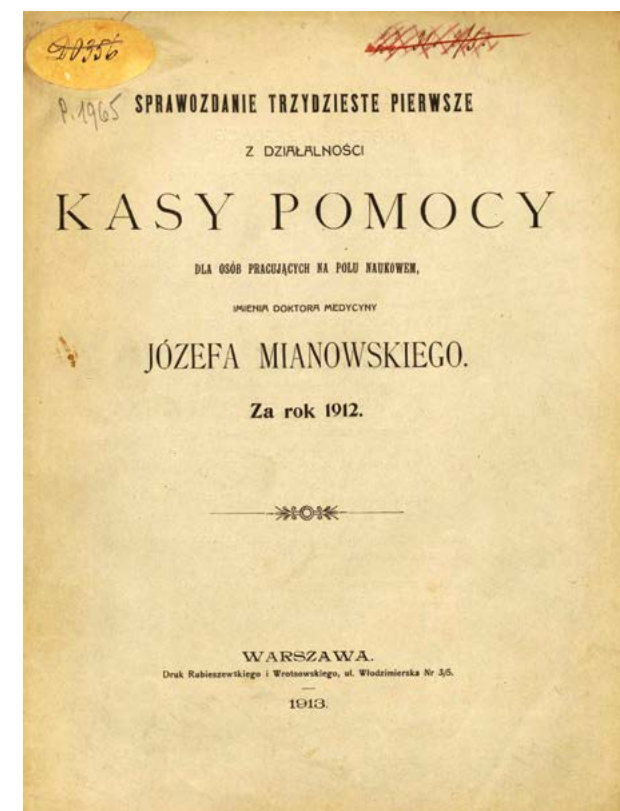 D0356
P.1965
SPRAWOZDANIE TRZYDZIESTE PIERWSZE
Z DZIAŁALNOŚCI
KASY POMOCY
DLA OSÓB PRACUJĄCYCH NA POLU NAUKOWEM,
IMIENIA DOKTORA MEDYCYNY
JÓZEFA MIANOWSKIEGO.
Za rok 1912.
WARSZAWA.
Druk Rubieszewskiego i Wrotnowskiego, ul. Włodzimierska Nr 3/5.
1913.